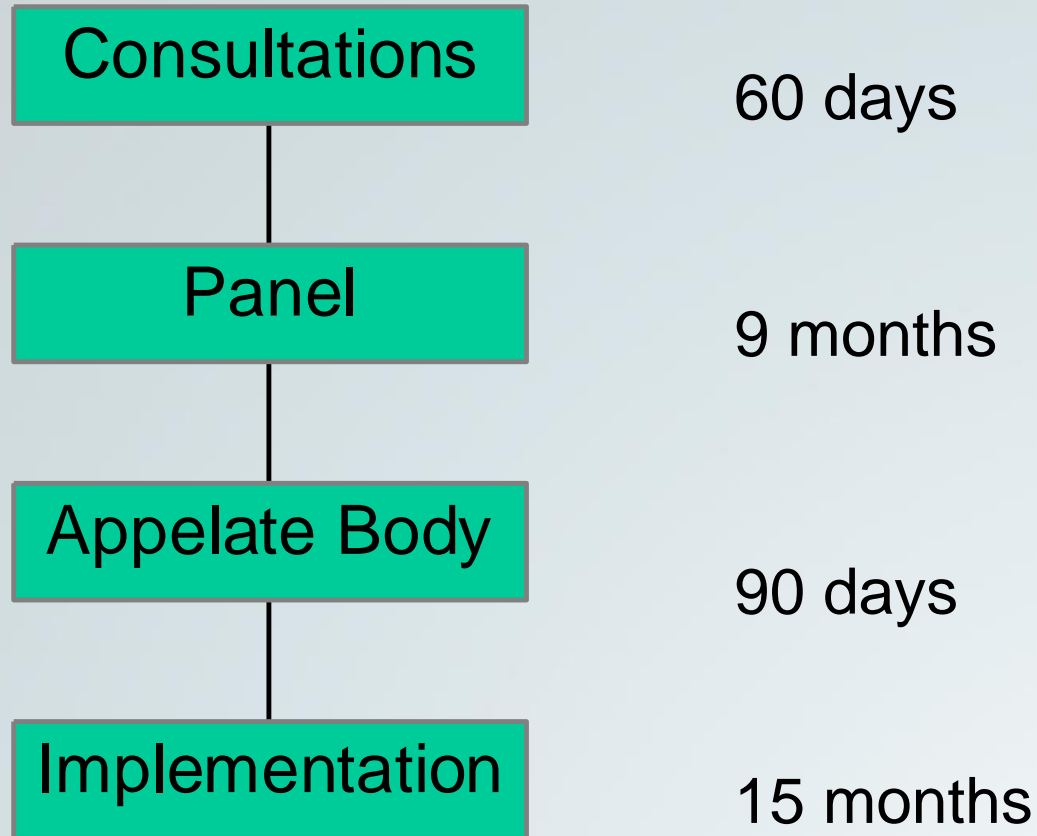 Consultations
60 days
Panel
9 months
Appelate Body
90 days
Implementation
15 months